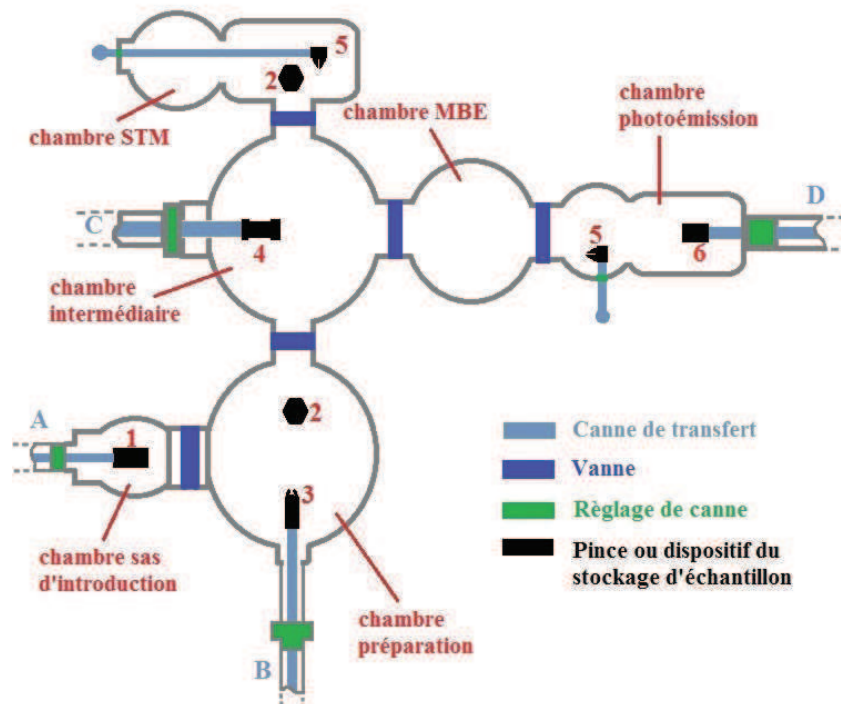 5
2
chambre STM
chambre MBE
chambre
photoémission
D
C
4
5
6
chambre
intermédiaire
A
1
2
3
chambre sas
d'introduction
chambre
préparation
B
Canne de transfert
Vanne
Règlage de canne
Pince ou dispositif du
stockage d'échantillon